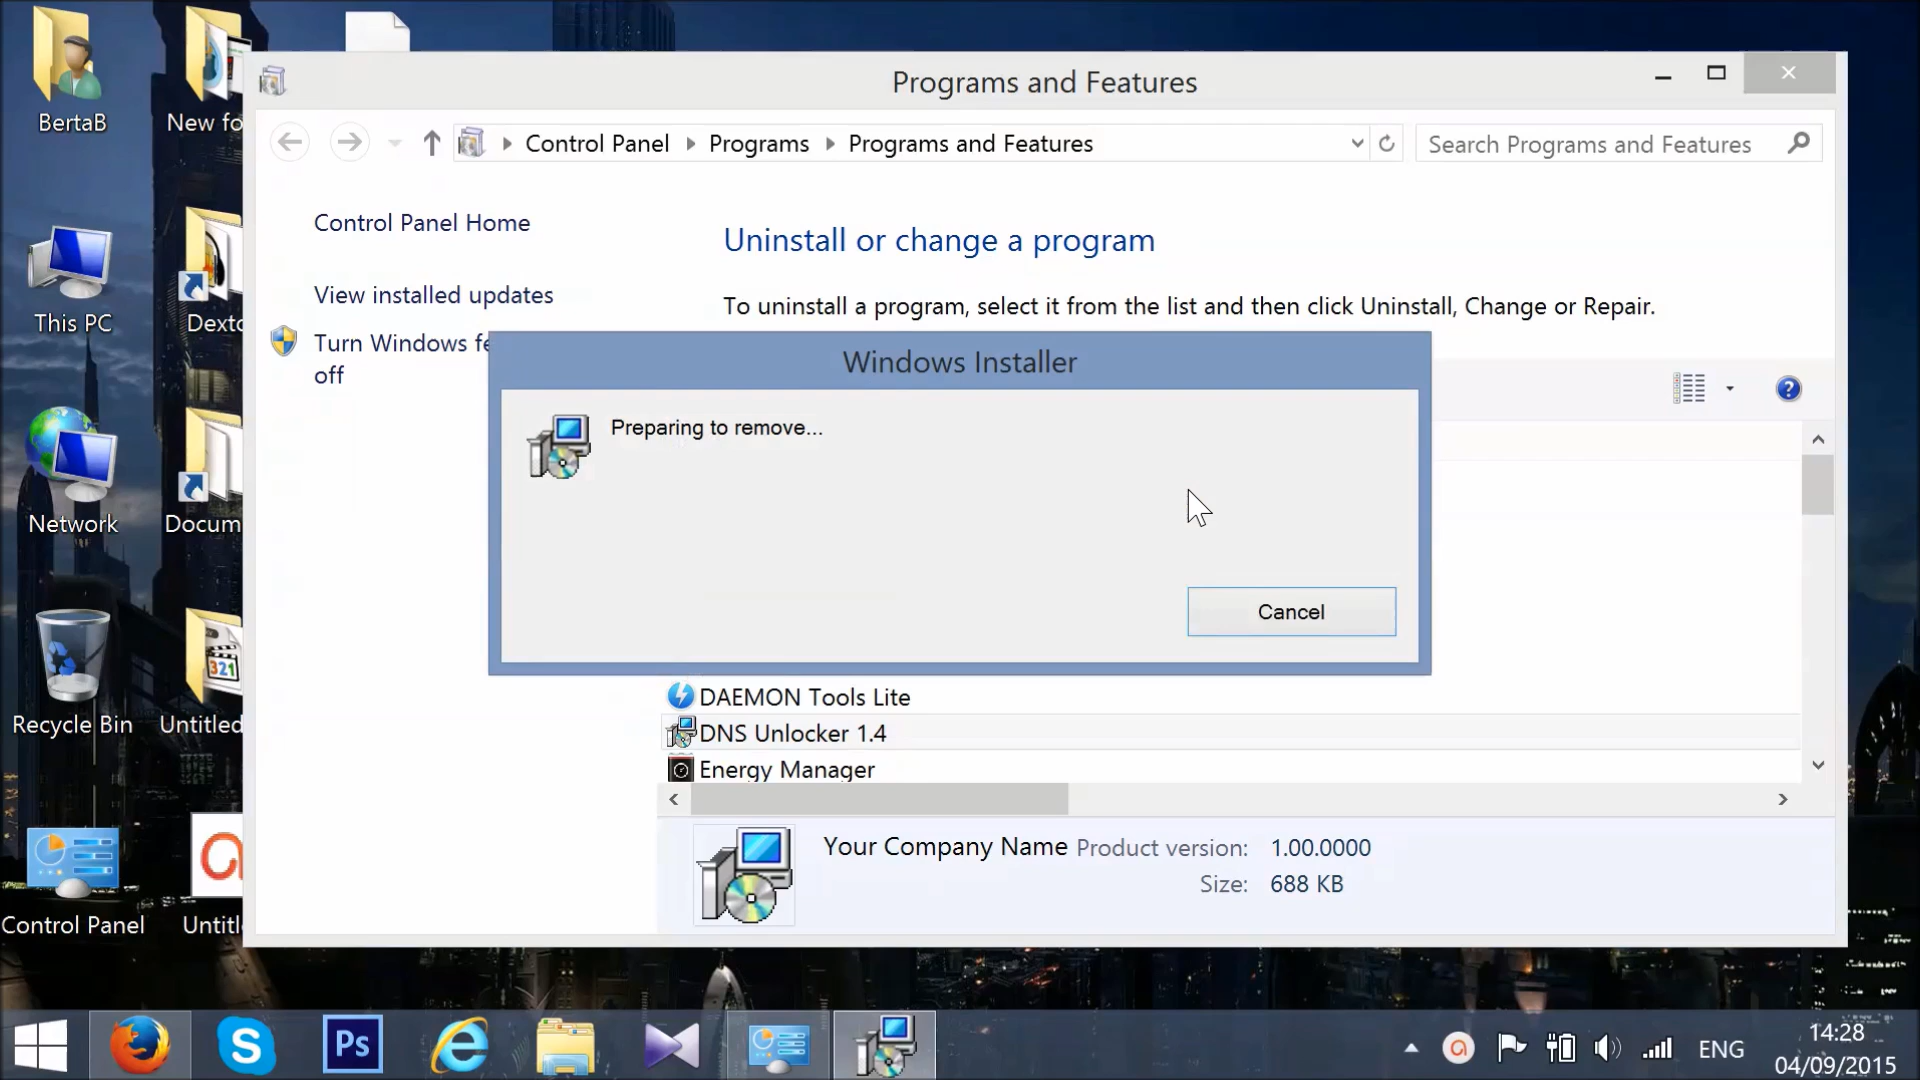 BertaB
New fo
Programs and Features
Control Panel
Programs
Programs and Features
Search Programs and Features
Control Panel Home
View installed updates
Turn Windows fe
off
Uninstall or change a program
To uninstall a program, select it from the list and then click Uninstall, Change or Repair.
Windows Installer
Preparing to remove...
Cancel
This PC
Dexto
Network
Docum
Recycle Bin
Untitled
321
DAEMON Tools Lite
DNS Unlocker 1.4
Energy Manager
Your Company Name
Product version: 1.00.0000
Size: 688 KB
Control Panel
Untitl
Ps
ENG
14:28
04/09/2015